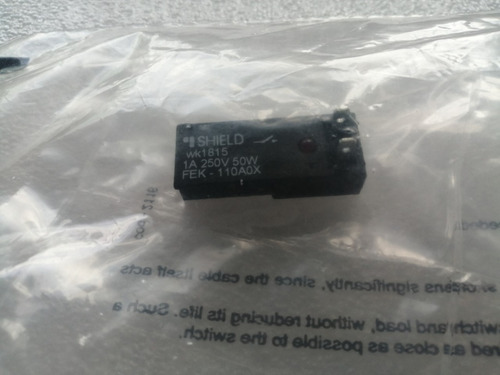 SHIELD
wk1815
1A 250V 50W
FEK - 110A0X
significantly, since the cable itself acts
switch and load, without reducing its life. Such a
as close as possible to the switch.